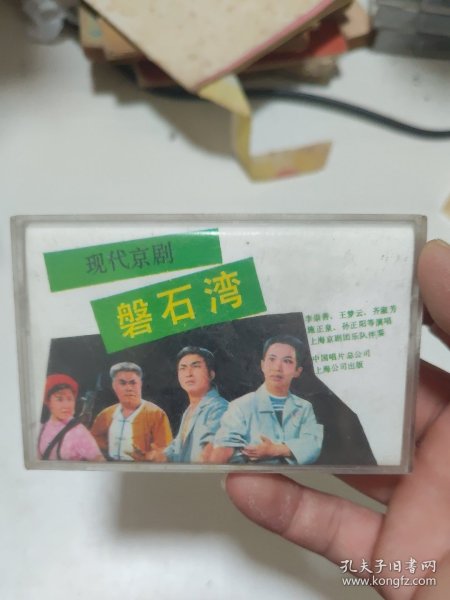 现代京剧
磐石湾
李崇善、王梦云、齐淑芳
施正泉、孙正阳等演唱
上海京剧团乐队伴奏
中国唱片总公司
上海公司出版
孔夫子旧书网
www.kongfz.com